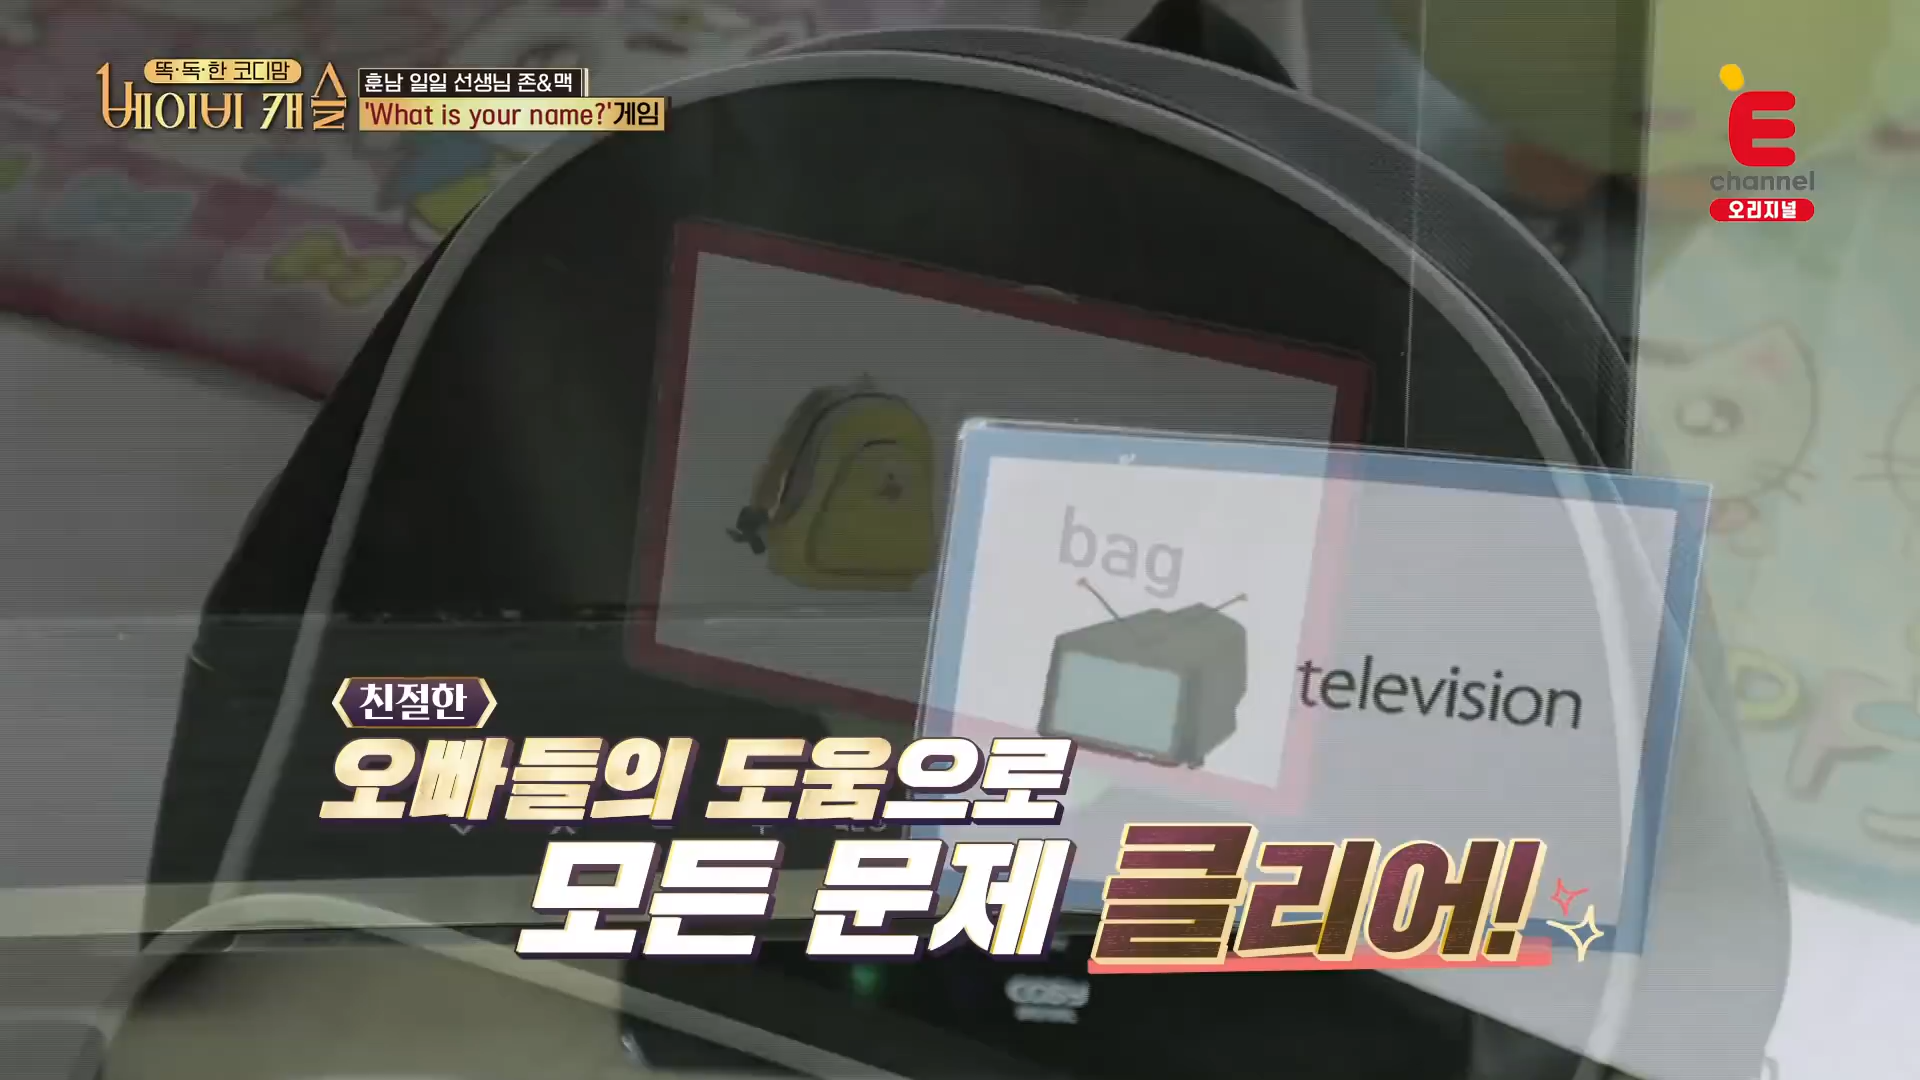 똑·독·한 코디맘
베이비 캐슬
훈남 일일 선생님 존&맥
'What is your name?'게임
E
channel
오리지널
bag
television
친절한
오빠들의 도움으로
모든 문제 클리어!